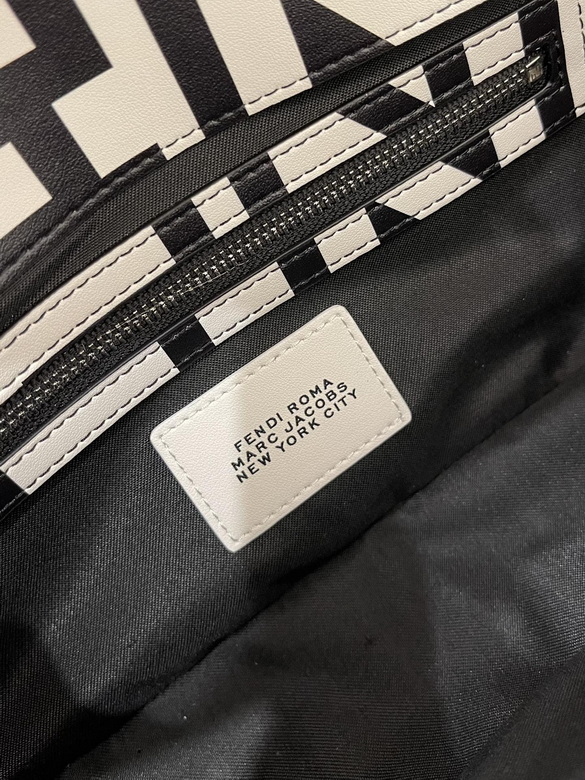 FENDI ROMA
MARC JACOBS
NEW YORK CITY